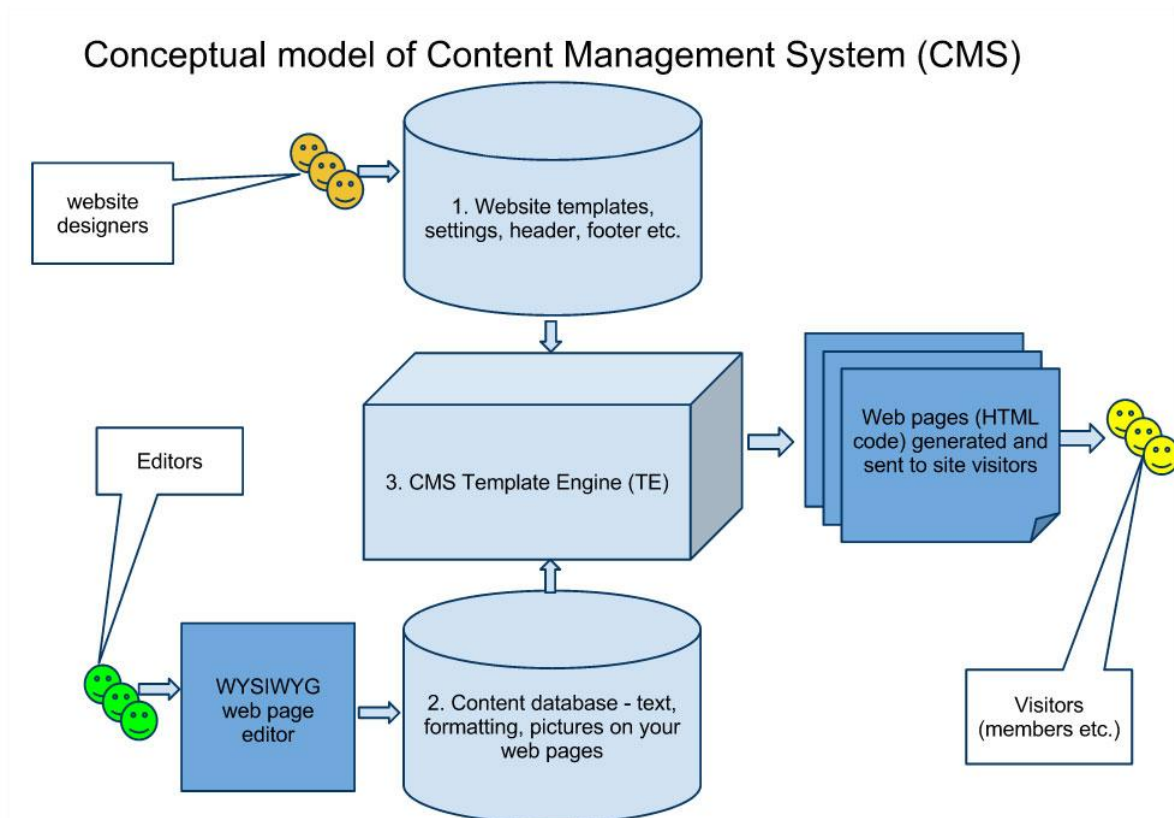 Conceptual model of Content Management System (CMS)
website
designers
1. Website templates,
settings, header, footer etc.
Editors
3. CMS Template Engine (TE)
Web pages (HTML
code) generated and
sent to site visitors
WYSIWYG
web page
editor
2. Content database - text,
formatting, pictures on your
web pages
Visitors
(members etc.)